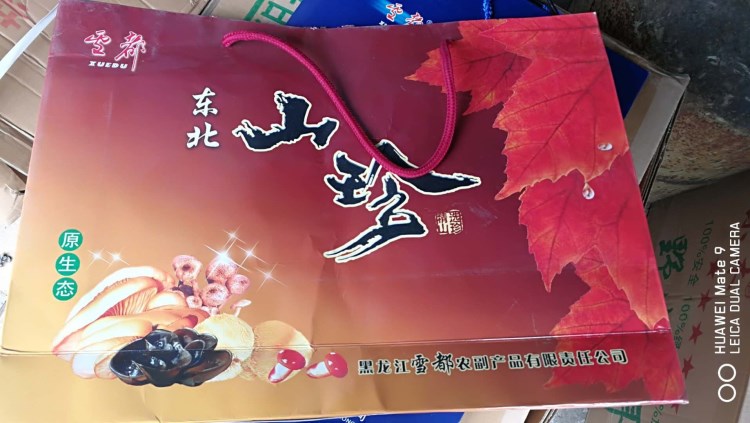 雪都
XUEDU
东北
山珍
原生态
黑龙江雪都农副产品有限责任公司
HUAWEI Mate 9
LEICA DUAL CAMERA